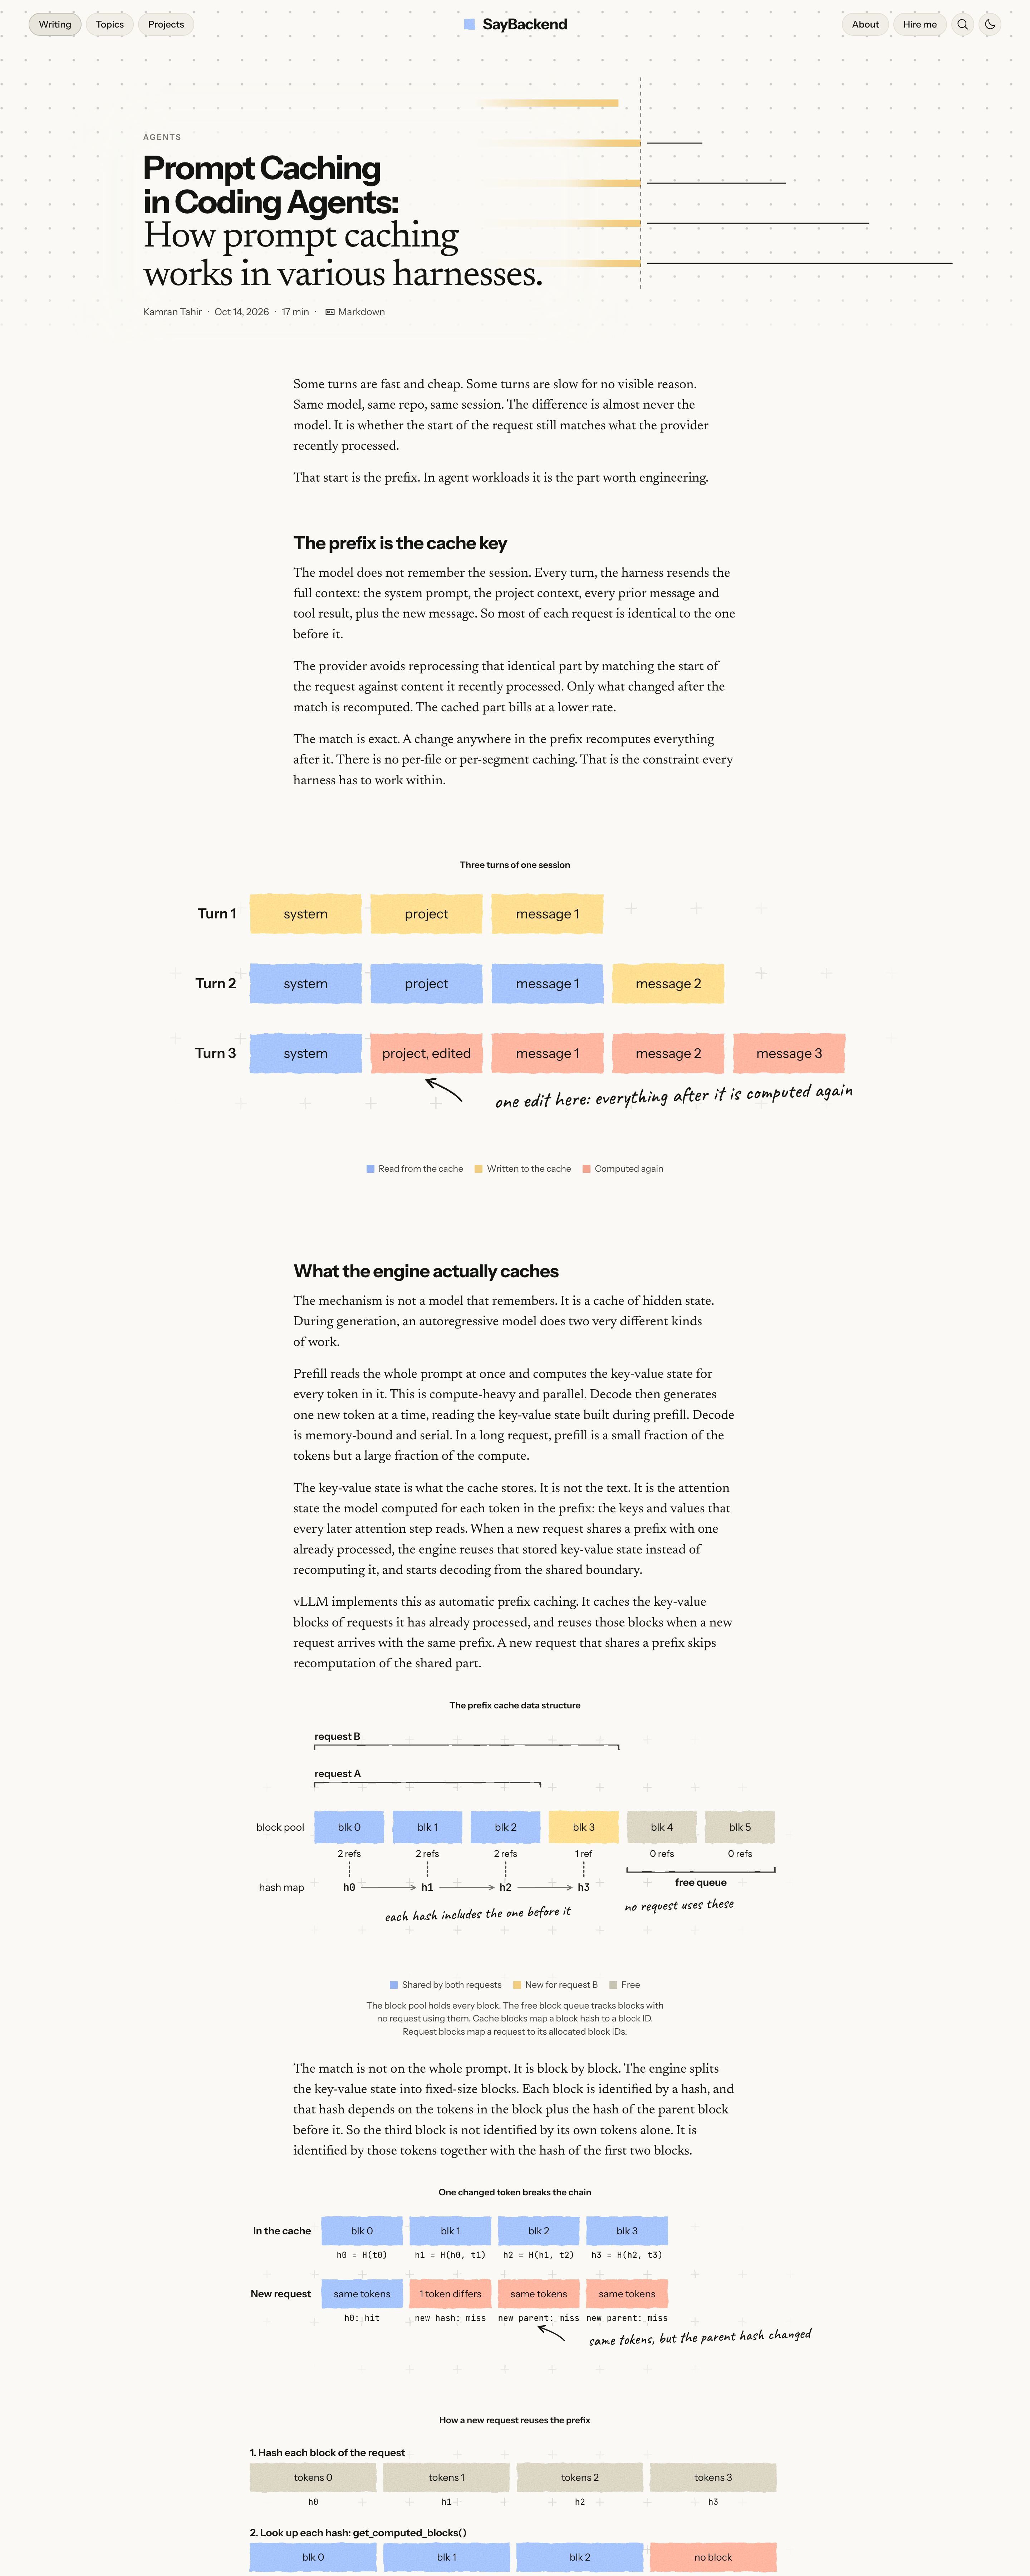 Writing
Topics
Projects
SayBackend
About
Hire me
AGENTS
Prompt Caching
in Coding Agents:
How prompt caching
works in various harnesses.
Kamran Tahir · Oct 14, 2026 · 17 min · Markdown
Some turns are fast and cheap. Some turns are slow for no visible reason.
Same model, same repo, same session. The difference is almost never the
model. It is whether the start of the request still matches what the provider
recently processed.
That start is the prefix. In agent workloads it is the part worth engineering.
The prefix is the cache key
The model does not remember the session. Every turn, the harness resends the
full context: the system prompt, the project context, every prior message and
tool result, plus the new message. So most of each request is identical to the one
before it.
The provider avoids reprocessing that identical part by matching the start of
the request against content it recently processed. Only what changed after the
match is recomputed. The cached part bills at a lower rate.
The match is exact. A change anywhere in the prefix recomputes everything
after it. There is no per-file or per-segment caching. That is the constraint every
harness has to work within.
Three turns of one session
Turn 1 system project message 1
Turn 2 system project message 1 message 2
Turn 3 system project, edited message 1 message 2 message 3
one edit here: everything after it is computed again
Read from the cache Written to the cache Computed again
What the engine actually caches
The mechanism is not a model that remembers. It is a cache of hidden state.
During generation, an autoregressive model does two very different kinds
of work.
Prefill reads the whole prompt at once and computes the key-value state for
every token in it. This is compute-heavy and parallel. Decode then generates
one new token at a time, reading the key-value state built during prefill. Decode
is memory-bound and serial. In a long request, prefill is a small fraction of the
tokens but a large fraction of the compute.
The key-value state is what the cache stores. It is not the text. It is the attention
state the model computed for each token in the prefix: the keys and values that
every later attention step reads. When a new request shares a prefix with one
already processed, the engine reuses that stored key-value state instead of
recomputing it, and starts decoding from the shared boundary.
vLLM implements this as automatic prefix caching. It caches the key-value
blocks of requests it has already processed, and reuses those blocks when a new
request arrives with the same prefix. A new request that shares a prefix skips
recomputation of the shared part.
The prefix cache data structure
request B
request A
block pool blk 0 blk 1 blk 2 blk 3 blk 4 blk 5
2 refs 2 refs 2 refs 1 ref 0 refs 0 refs
free queue
hash map h0 h1 h2 h3
no request uses these
each hash includes the one before it
Shared by both requests New for request B Free
The block pool holds every block. The free block queue tracks blocks with
no request using them. Cache blocks map a block hash to a block ID.
Request blocks map a request to its allocated block IDs.
The match is not on the whole prompt. It is block by block. The engine splits
the key-value state into fixed-size blocks. Each block is identified by a hash, and
that hash depends on the tokens in the block plus the hash of the parent block
before it. So the third block is not identified by its own tokens alone. It is
identified by those tokens together with the hash of the first two blocks.
One changed token breaks the chain
In the cache blk 0 blk 1 blk 2 blk 3
h0 = H(t0) h1 = H(h0, t1) h2 = H(h1, t2) h3 = H(h2, t3)
New request same tokens 1 token differs same tokens same tokens
h0: hit new hash: miss new parent: miss new parent: miss
same tokens, but the parent hash changed
How a new request reuses the prefix
1. Hash each block of the request
tokens 0 tokens 1 tokens 2 tokens 3
h0 h1 h2 h3
2. Look up each hash: get_computed_blocks()
blk 0 blk 1 blk 2 no block